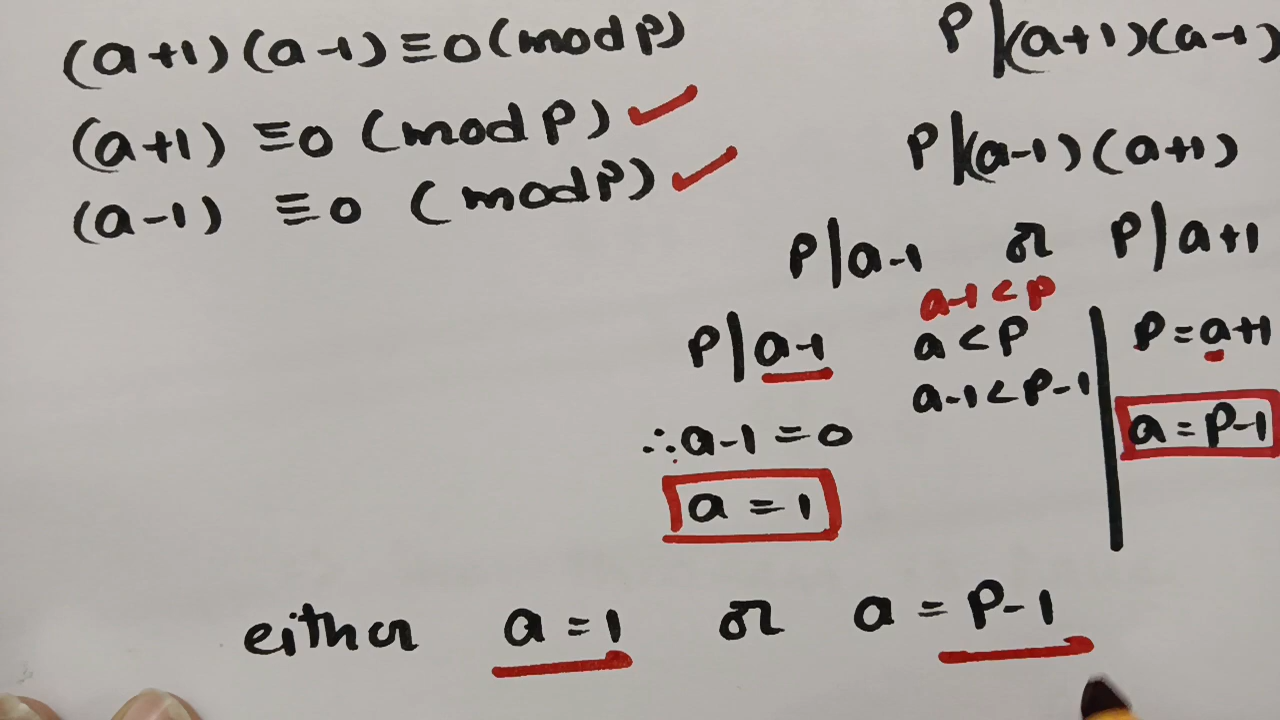 (a+1)(a-1)≡0(mod p)
(a+1) ≡0 (mod p) ✓
(a-1) ≡0 (mod p) ✓
P|(a+1)(a-1)
P|(a-1)(a+1)
P|a-1 or P|a+1
a-1<p
P|a-1 a<P
a-1<P-1
∴a-1=0
a=1
P=a+1
a=P-1
either a=1 or a=P-1